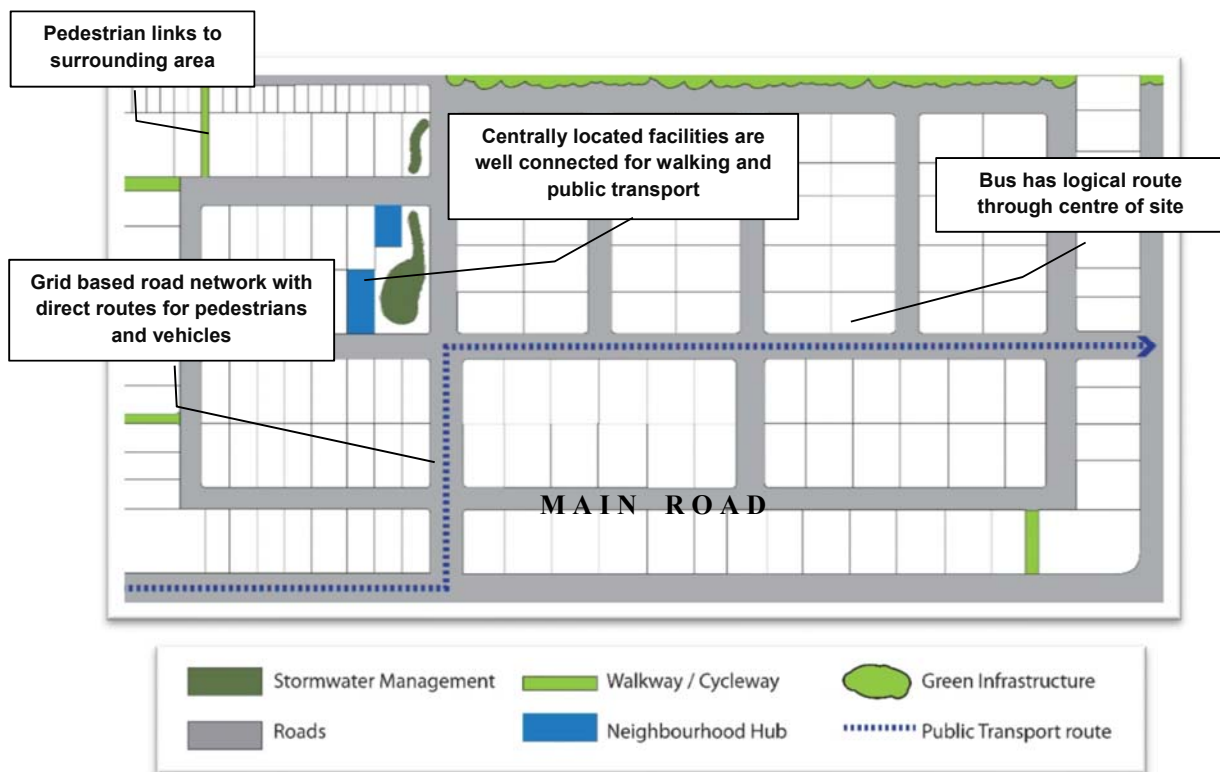 Pedestrian links to
surrounding area
Centrally located facilities are
well connected for walking and
public transport
Bus has logical route
through centre of site
Grid based road network with
direct routes for pedestrians
and vehicles
MAIN ROAD
Stormwater Management
Walkway / Cycleway
Green Infrastructure
Roads
Neighbourhood Hub
Public Transport route